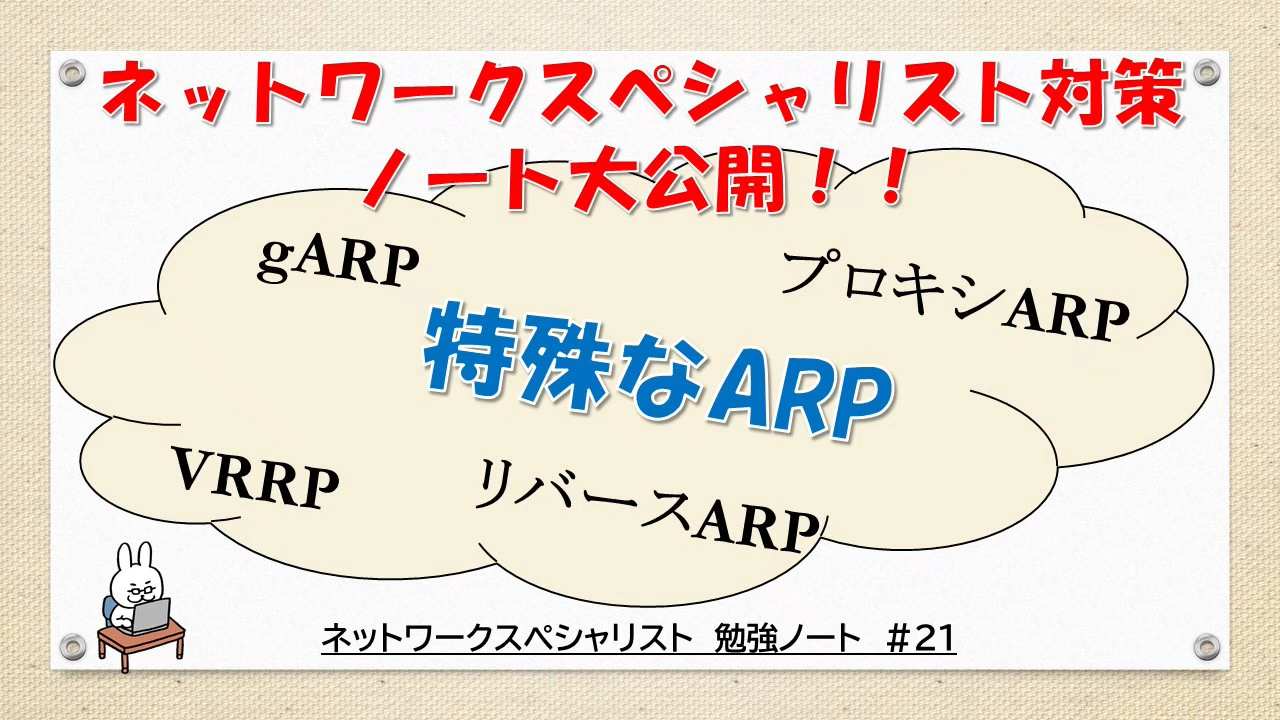 ネットワークスペシャリスト対策
ノート大公開！！
gARP
プロキシARP
特殊なARP
VRRP
リバースARP
ネットワークスペシャリスト　勉強ノート　＃21